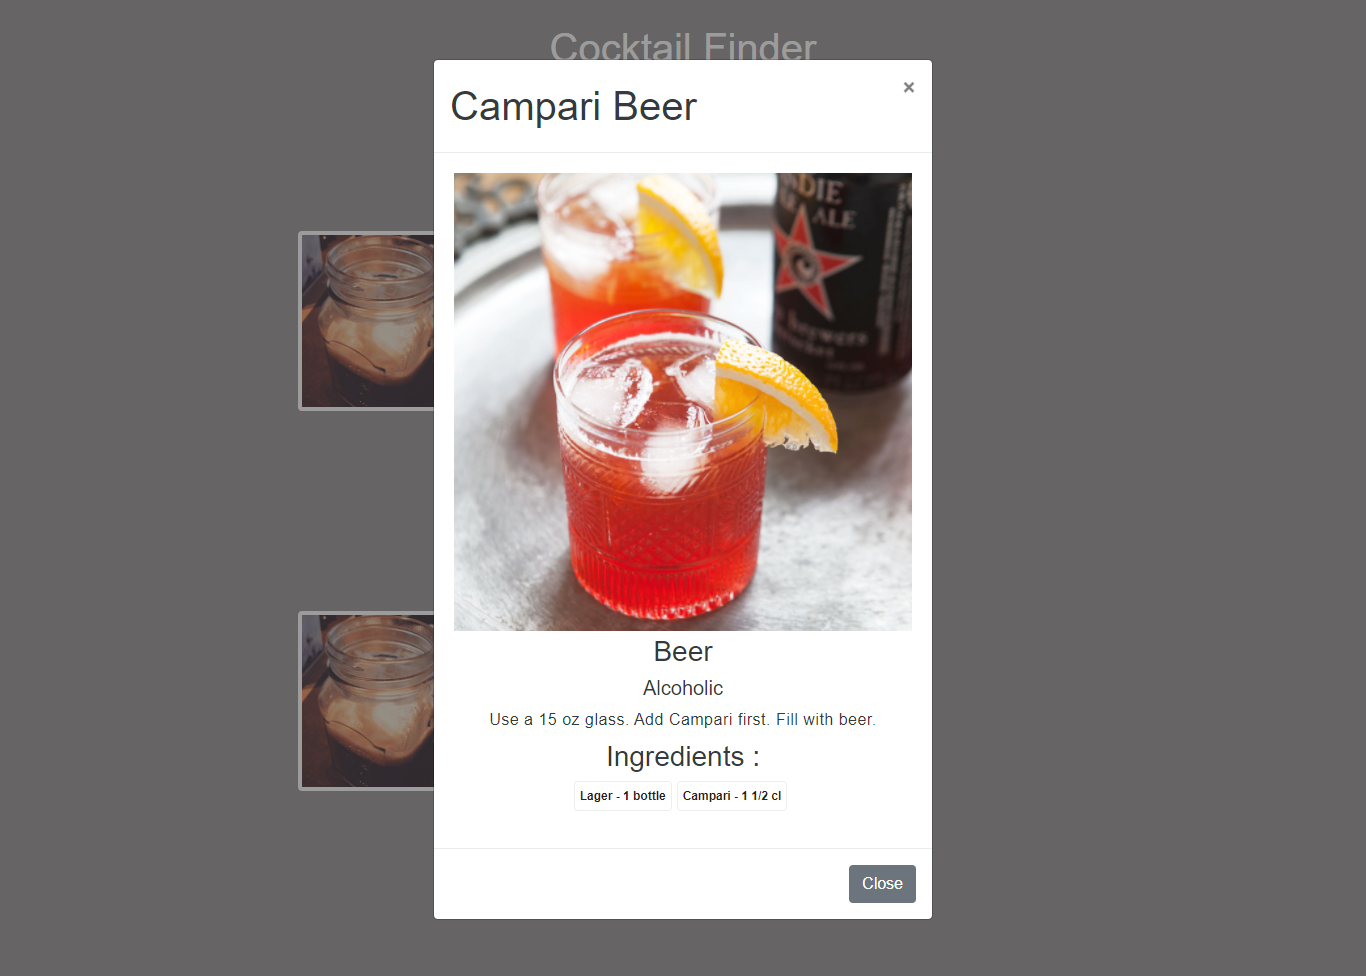 Cocktail Finder
Campari Beer
×
NDIE
ALE
Beer
Alcoholic
Use a 15 oz glass. Add Campari first. Fill with beer.
Ingredients :
Lager - 1 bottle
Campari - 1 1/2 cl
Close